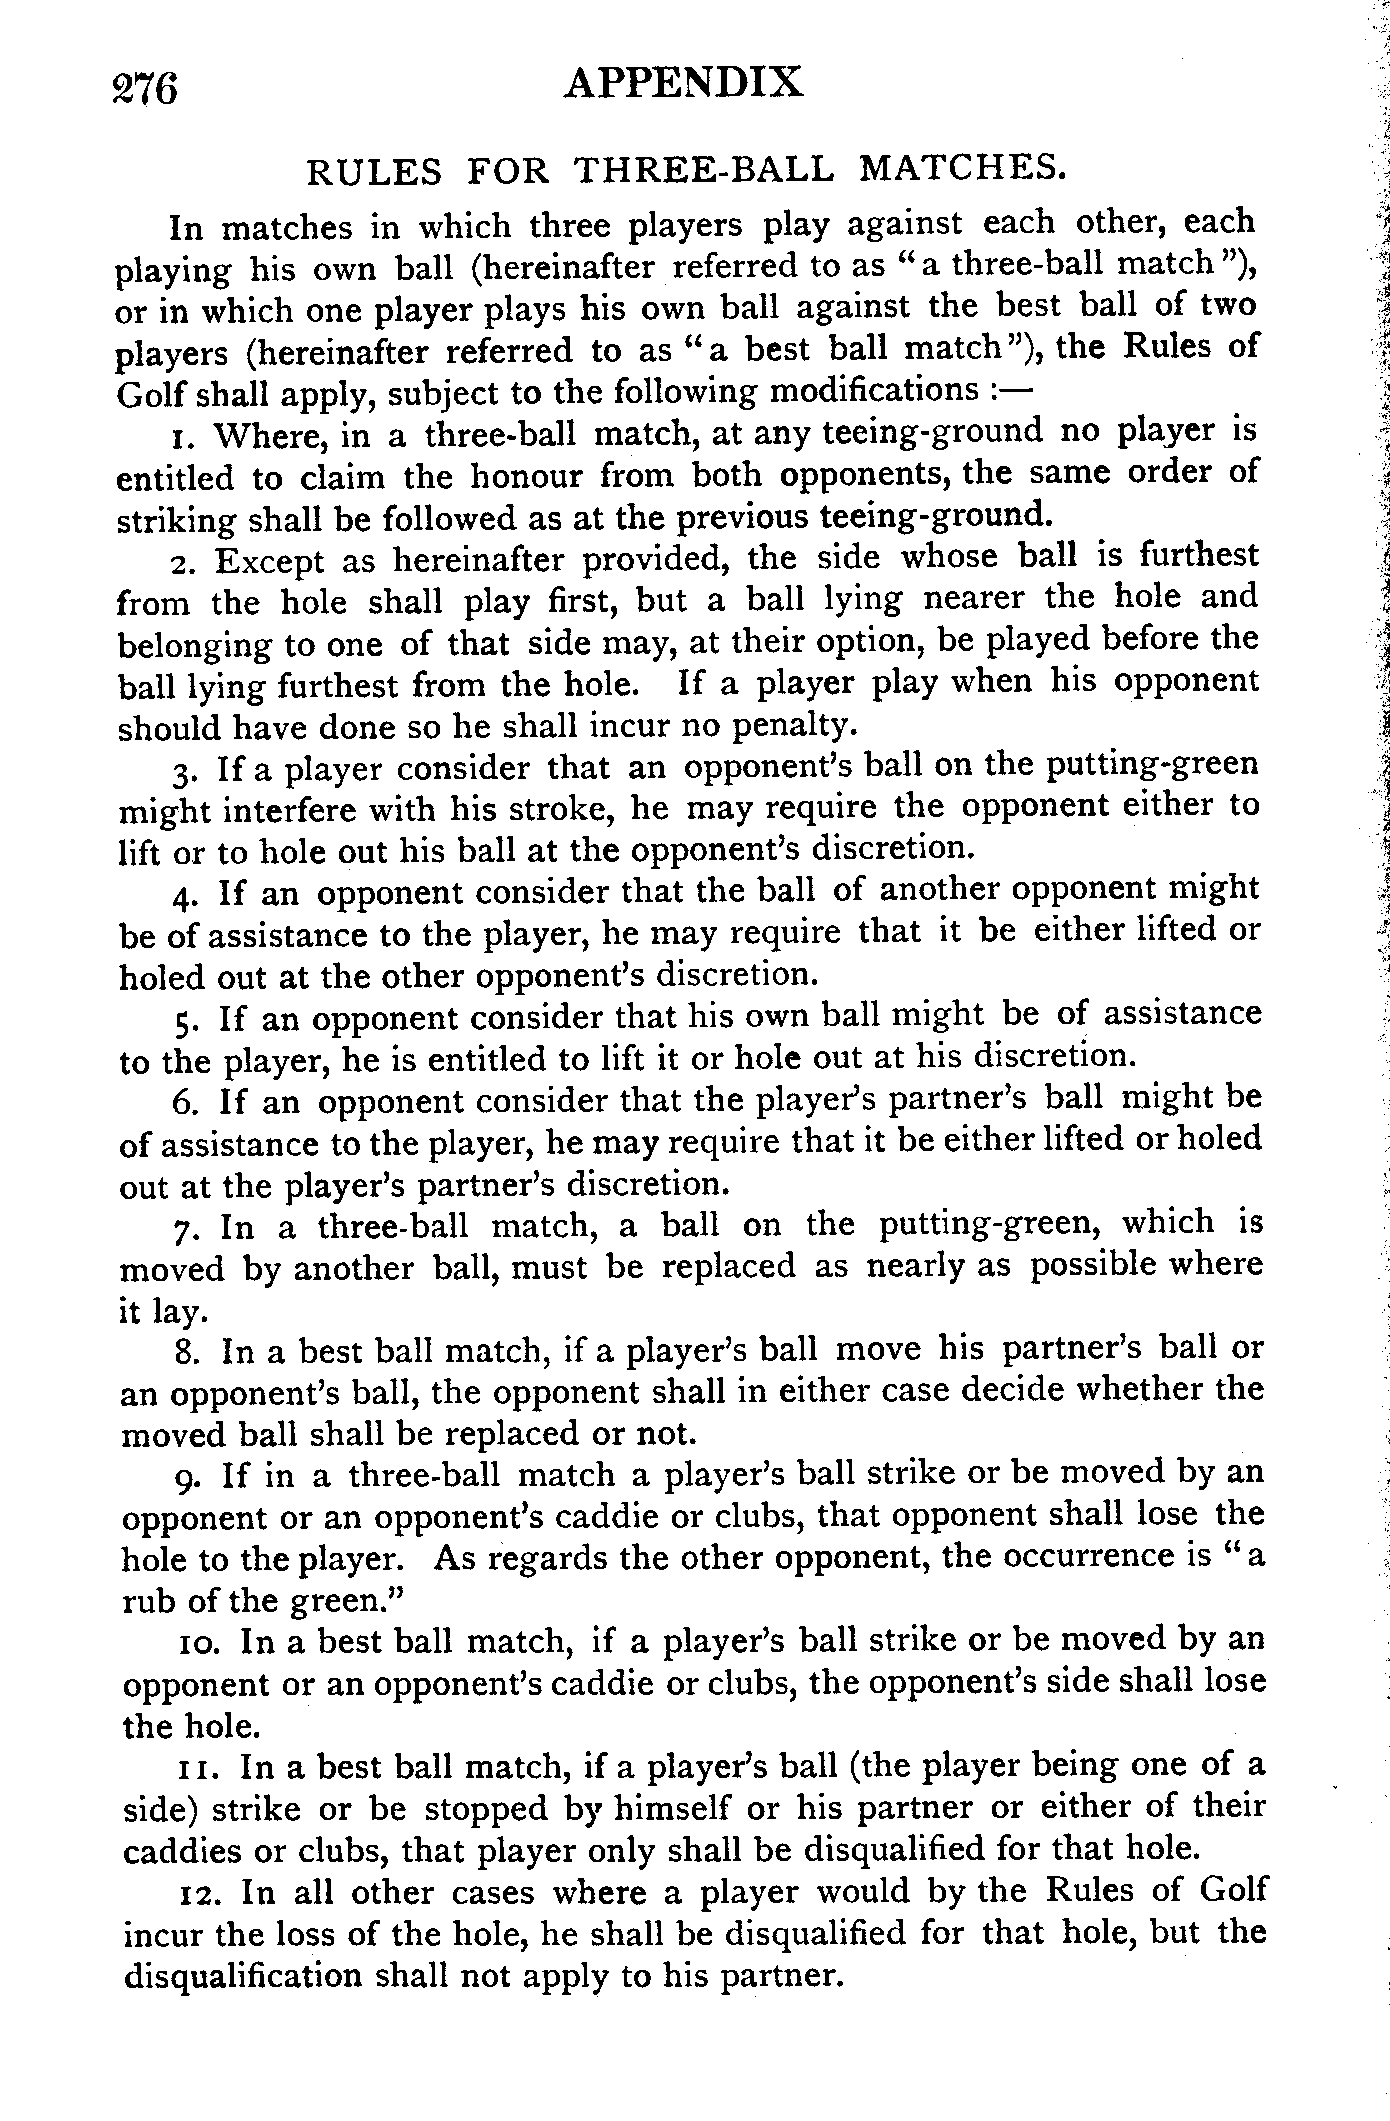 276 APPENDIX
RULES FOR THREE-BALL MATCHES.
In matches in which three players play against each other, each
playing his own ball (hereinafter referred to as “a three-ball match”),
or in which one player plays his own ball against the best ball of two
players (hereinafter referred to as “a best ball match”), the Rules of
Golf shall apply, subject to the following modifications :—
1. Where, in a three-ball match, at any teeing-ground no player is
entitled to claim the honour from both opponents, the same order of
striking shall be followed as at the previous teeing-ground.
2. Except as hereinafter provided, the side whose ball is furthest
from the hole shall play first, but a ball lying nearer the hole and
belonging to one of that side may, at their option, be played before the
ball lying furthest from the hole. If a player play when his opponent
should have done so he shall incur no penalty.
3. If a player consider that an opponent’s ball on the putting-green
might interfere with his stroke, he may require the opponent either to
lift or to hole out his ball at the opponent’s discretion.
4. If an opponent consider that the ball of another opponent might
be of assistance to the player, he may require that it be either lifted or
holed out at the other opponent’s discretion.
5. If an opponent consider that his own ball might be of assistance
to the player, he is entitled to lift it or hole out at his discretion.
6. If an opponent consider that the player’s partner’s ball might be
of assistance to the player, he may require that it be either lifted or holed
out at the player’s partner’s discretion.
7. In a three-ball match, a ball on the putting-green, which is
moved by another ball, must be replaced as nearly as possible where
it lay.
8. In a best ball match, if a player’s ball move his partner’s ball or
an opponent’s ball, the opponent shall in either case decide whether the
moved ball shall be replaced or not.
9. If in a three-ball match a player’s ball strike or be moved by an
opponent or an opponent’s caddie or clubs, that opponent shall lose the
hole to the player. As regards the other opponent, the occurrence is “a
rub of the green.”
10. In a best ball match, if a player’s ball strike or be moved by an
opponent or an opponent’s caddie or clubs, the opponent’s side shall lose
the hole.
11. In a best ball match, if a player’s ball (the player being one of a
side) strike or be stopped by himself or his partner or either of their
caddies or clubs, that player only shall be disqualified for that hole.
12. In all other cases where a player would by the Rules of Golf
incur the loss of the hole, he shall be disqualified for that hole, but the
disqualification shall not apply to his partner.